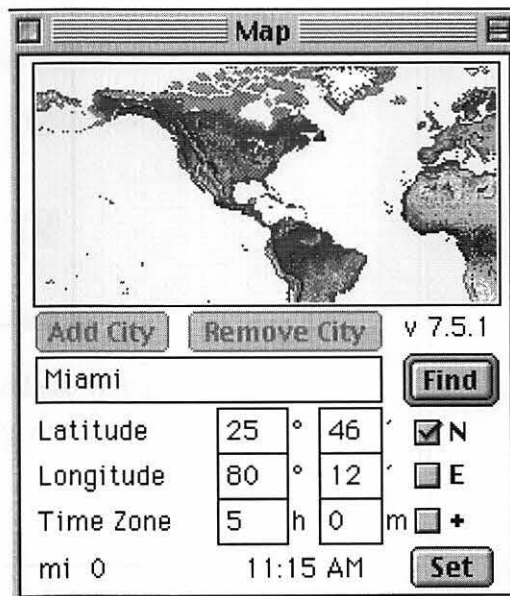 Map
Add City Remove City v 7.5.1
Miami Find
Latitude 25 ° 46 ′ N
Longitude 80 ° 12 ′ E
Time Zone 5 h 0 m +
mi 0 11:15 AM Set